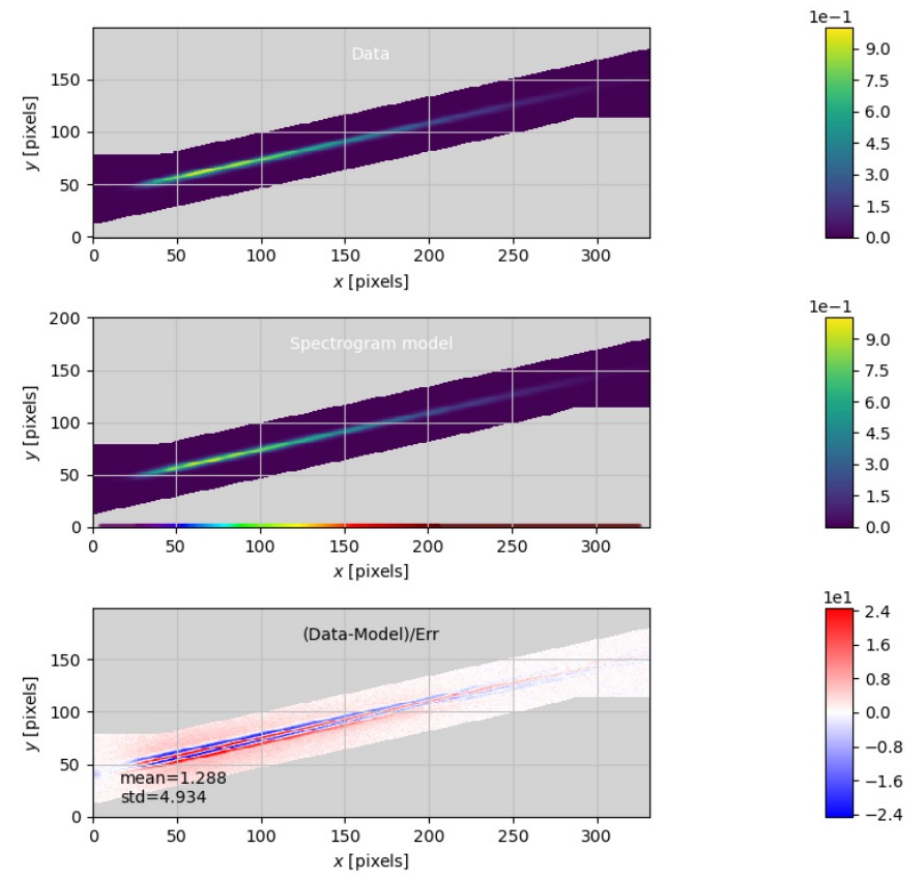 1e−1
Data
9.0
7.5
6.0
4.5
3.0
1.5
0.0
150
100
50
0
y [pixels]
0 50 100 150 200 250 300
x [pixels]
1e−1
Spectrogram model
9.0
7.5
6.0
4.5
3.0
1.5
0.0
200
150
100
50
0
y [pixels]
0 50 100 150 200 250 300
x [pixels]
1e1
(Data-Model)/Err
2.4
1.6
0.8
0.0
−0.8
−1.6
−2.4
150
100
50
0
y [pixels]
mean=1.288
std=4.934
0 50 100 150 200 250 300
x [pixels]